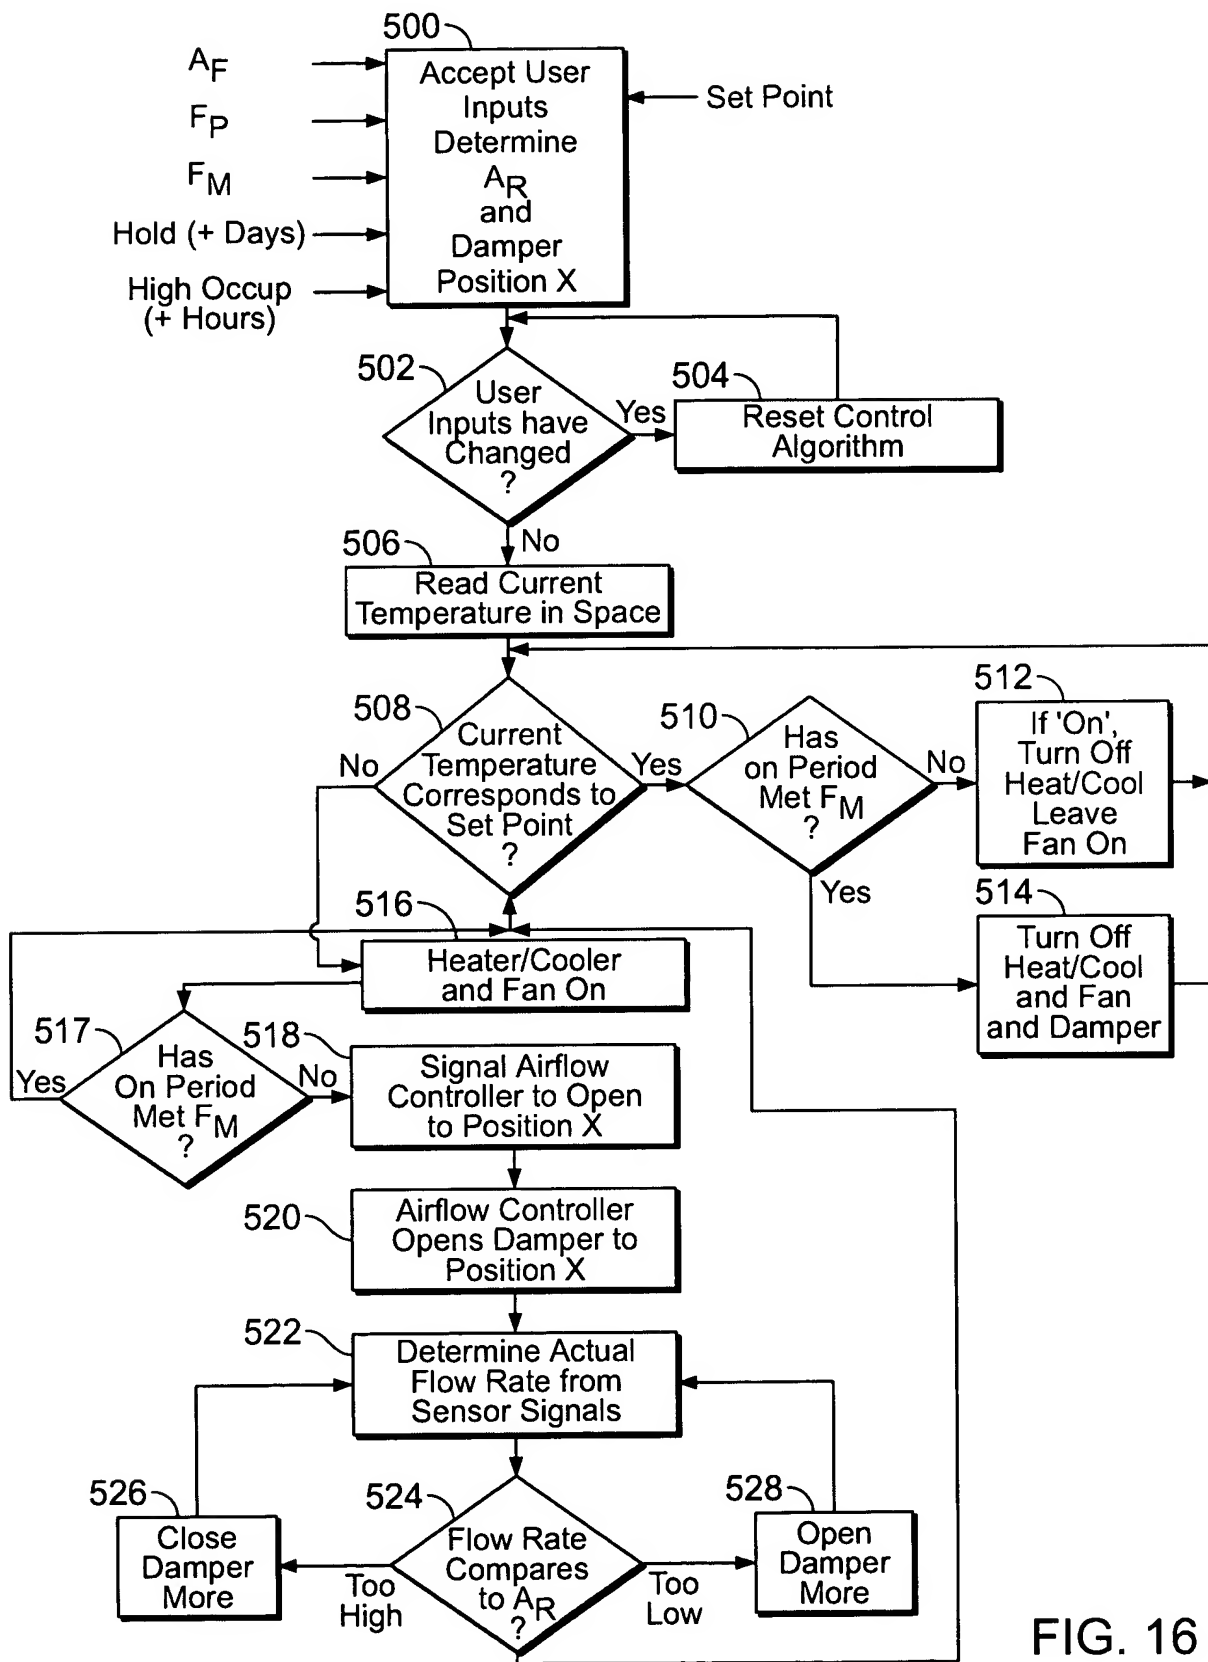 500
A_F
F_P
F_M
Hold (+ Days)
High Occup
(+ Hours)
Accept User
Inputs
Determine
A_R
and
Damper
Position X
Set Point
502
User
Inputs have
Changed
?
Yes
504
Reset Control
Algorithm
No
506
Read Current
Temperature in Space
508
Current
Temperature
Corresponds to
Set Point
?
No
Yes
510
Has
on Period
Met F_M
?
No
Yes
512
If 'On',
Turn Off
Heat/Cool
Leave
Fan On
514
Turn Off
Heat/Cool
and Fan
and Damper
516
Heater/Cooler
and Fan On
517
Has
On Period
Met F_M
?
Yes
No
518
Signal Airflow
Controller to Open
to Position X
520
Airflow Controller
Opens Damper to
Position X
522
Determine Actual
Flow Rate from
Sensor Signals
524
Flow Rate
Compares
to A_R
?
Too
High
Too
Low
526
Close
Damper
More
528
Open
Damper
More
FIG. 16